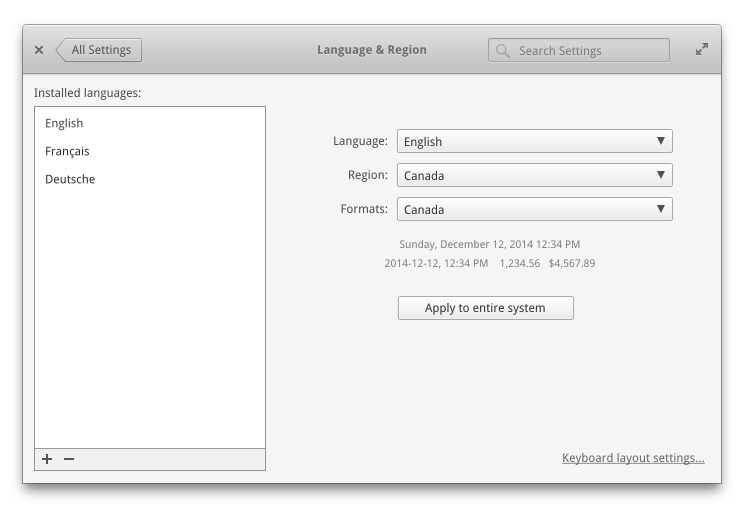 All Settings
Language & Region
Search Settings
Installed languages:
English
Français
Deutsche
Language: English
Region: Canada
Formats: Canada
Sunday, December 12, 2014 12:34 PM
2014-12-12, 12:34 PM 1,234.56 $4,567.89
Apply to entire system
Keyboard layout settings...